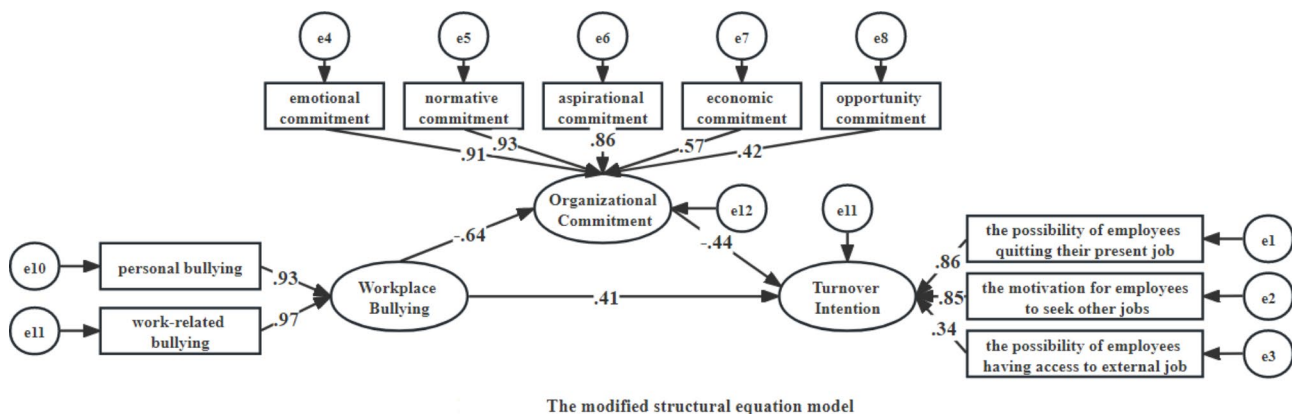 e4
e5
e6
e7
e8
emotional
commitment
normative
commitment
aspirational
commitment
economic
commitment
opportunity
commitment
.91
.93
.86
.57
.42
Organizational
Commitment
e12
e11
-.64
-.44
e10
personal bullying
.93
e11
work-related
bullying
.97
Workplace
Bullying
.41
Turnover
Intention
.86
the possibility of employees
quitting their present job
e1
.85
the motivation for employees
to seek other jobs
e2
.34
the possibility of employees
having access to external job
e3
The modified structural equation model